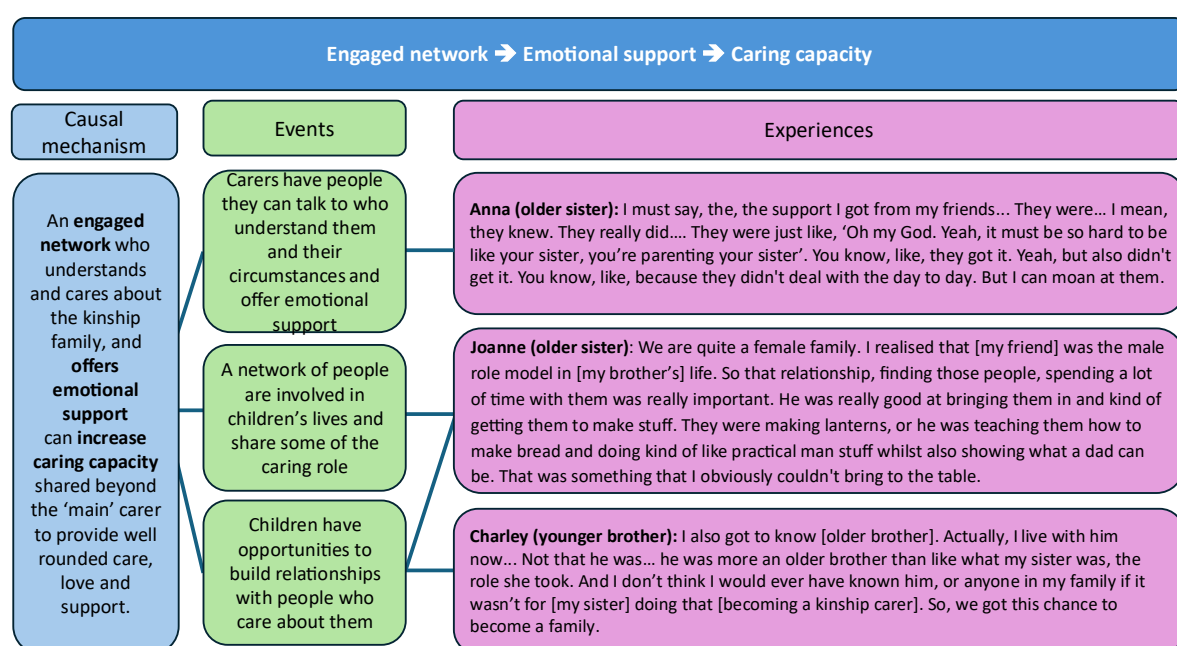 Engaged network ➔ Emotional support ➔ Caring capacity
Causal
mechanism
Events
Experiences
An engaged
network who
understands
and cares about
the kinship
family, and
offers
emotional
support
can increase
caring capacity
shared beyond
the ‘main’ carer
to provide well
rounded care,
love and
support.
Carers have people
they can talk to who
understand them
and their
circumstances and
offer emotional
support
A network of people
are involved in
children’s lives and
share some of the
caring role
Children have
opportunities to
build relationships
with people who
care about them
Anna (older sister): I must say, the, the support I got from my friends... They were... I mean,
they knew. They really did.... They were just like, ‘Oh my God. Yeah, it must be so hard to be
like your sister, you’re parenting your sister’. You know, like, they got it. Yeah, but also didn't
get it. You know, like, because they didn't deal with the day to day. But I can moan at them.
Joanne (older sister): We are quite a female family. I realised that [my friend] was the male
role model in [my brother’s] life. So that relationship, finding those people, spending a lot
of time with them was really important. He was really good at bringing them in and kind of
getting them to make stuff. They were making lanterns, or he was teaching them how to
make bread and doing kind of like practical man stuff whilst also showing what a dad can
be. That was something that I obviously couldn't bring to the table.
Charley (younger brother): I also got to know [older brother]. Actually, I live with him
now... Not that he was... he was more an older brother than like what my sister was, the
role she took. And I don’t think I would ever have known him, or anyone in my family if it
wasn’t for [my sister] doing that [becoming a kinship carer]. So, we got this chance to
become a family.